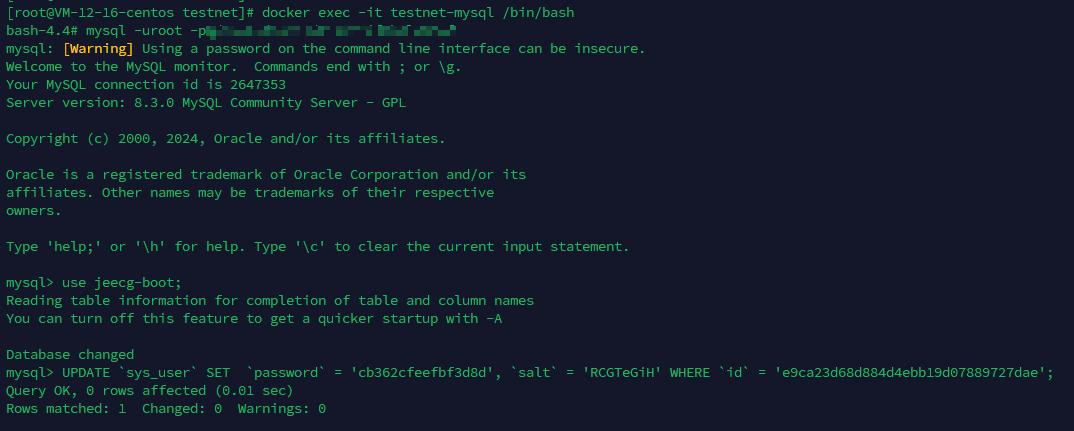 [root@VM-12-16-centos testnet]# docker exec -it testnet-mysql /bin/bash
bash-4.4# mysql -uroot -p
mysql: [Warning] Using a password on the command line interface can be insecure.
Welcome to the MySQL monitor.  Commands end with ; or \g.
Your MySQL connection id is 2647353
Server version: 8.3.0 MySQL Community Server - GPL

Copyright (c) 2000, 2024, Oracle and/or its affiliates.

Oracle is a registered trademark of Oracle Corporation and/or its
affiliates. Other names may be trademarks of their respective
owners.

Type 'help;' or '\h' for help. Type '\c' to clear the current input statement.

mysql> use jeecg-boot;
Reading table information for completion of table and column names
You can turn off this feature to get a quicker startup with -A

Database changed
mysql> UPDATE `sys_user` SET  `password` = 'cb362cfeefbf3d8d', `salt` = 'RCGTeGiH' WHERE `id` = 'e9ca23d68d884d4ebb19d07889727dae';
Query OK, 0 rows affected (0.01 sec)
Rows matched: 1  Changed: 0  Warnings: 0